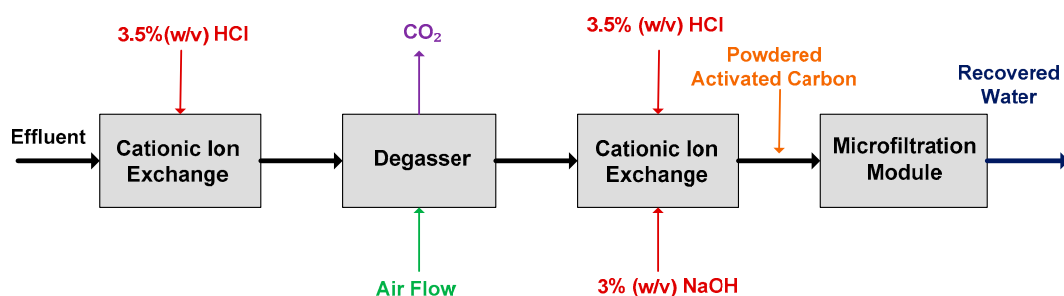 3.5%(w/v) HCl
CO₂
3.5% (w/v) HCl
Powdered
Activated Carbon
Recovered
Water
Effluent
Cationic Ion
Exchange
Degasser
Cationic Ion
Exchange
Microfiltration
Module
Air Flow
3% (w/v) NaOH